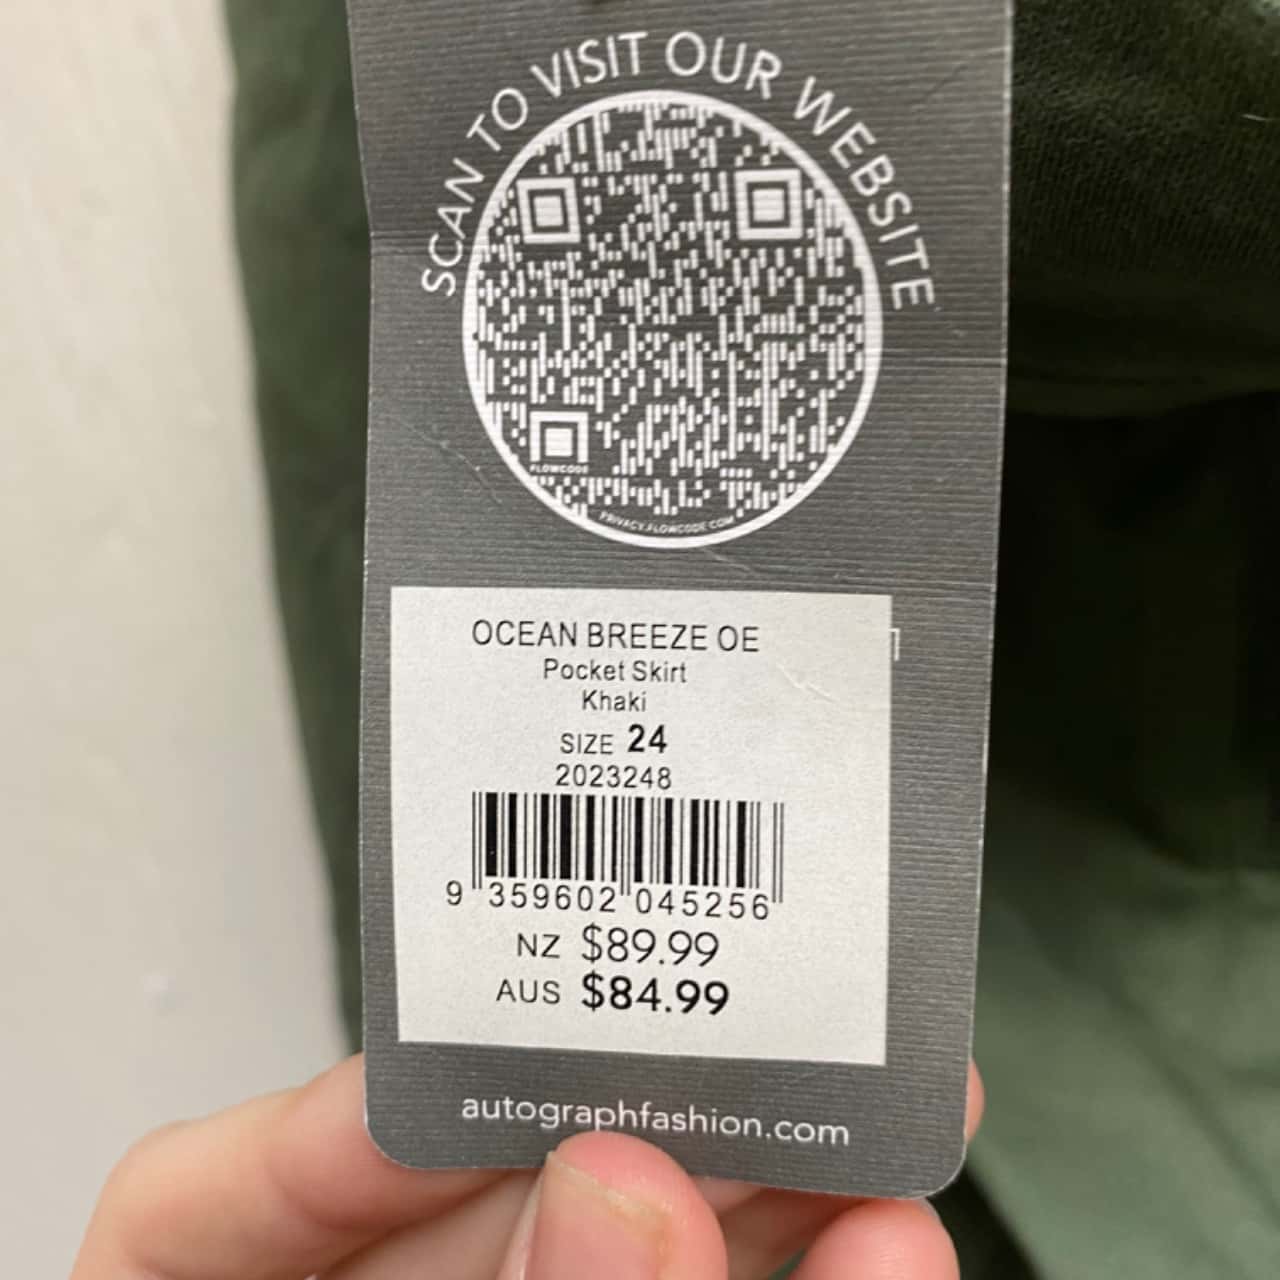 SCAN TO VISIT OUR WEBSITE
FLOWCODE
PRIVACY.FLOWCODE.COM
OCEAN BREEZE OE
Pocket Skirt
Khaki
SIZE 24
2023248
9 359602 045256
NZ $89.99
AUS $84.99
autographfashion.com